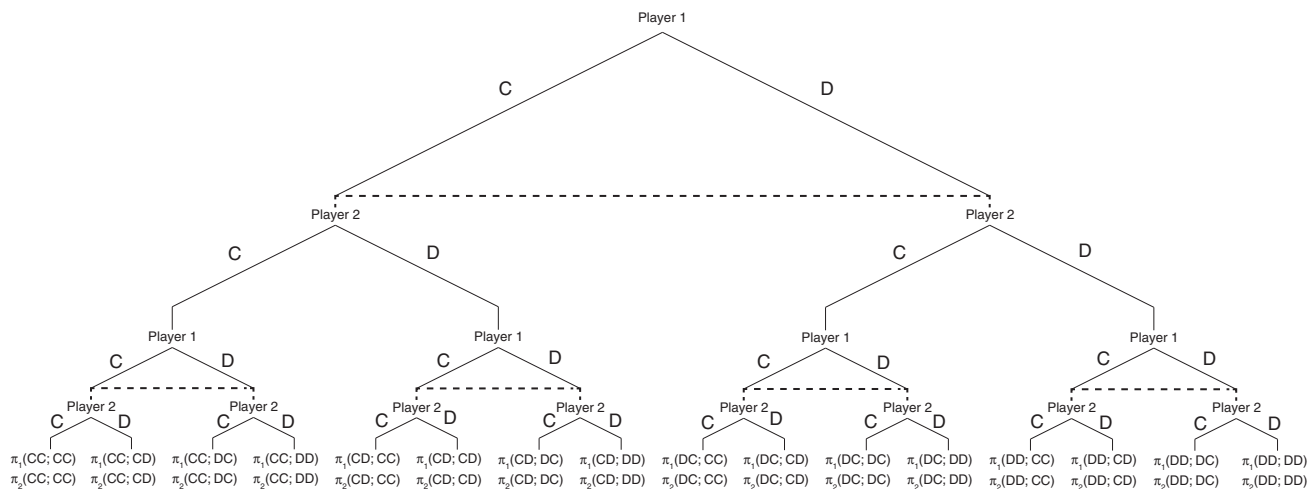 Player 1
C D
Player 2 Player 2
C D C D
Player 1 Player 1 Player 1 Player 1
C D C D C D C D
Player 2 Player 2 Player 2 Player 2 Player 2 Player 2 Player 2 Player 2
C D C D C D C D C D C D C D C D
π1(CC; CC) π1(CC; CD) π1(CC; DC) π1(CC; DD) π1(CD; CC) π1(CD; CD) π1(CD; DC) π1(CD; DD) π1(DC; CC) π1(DC; CD) π1(DC; DC) π1(DC; DD) π1(DD; CC) π1(DD; CD) π1(DD; DC) π1(DD; DD)
π2(CC; CC) π2(CC; CD) π2(CC; DC) π2(CC; DD) π2(CD; CC) π2(CD; CD) π2(CD; DC) π2(CD; DD) π2(DC; CC) π2(DC; CD) π2(DC; DC) π2(DC; DD) π2(DD; CC) π2(DD; CD) π2(DD; DC) π2(DD; DD)